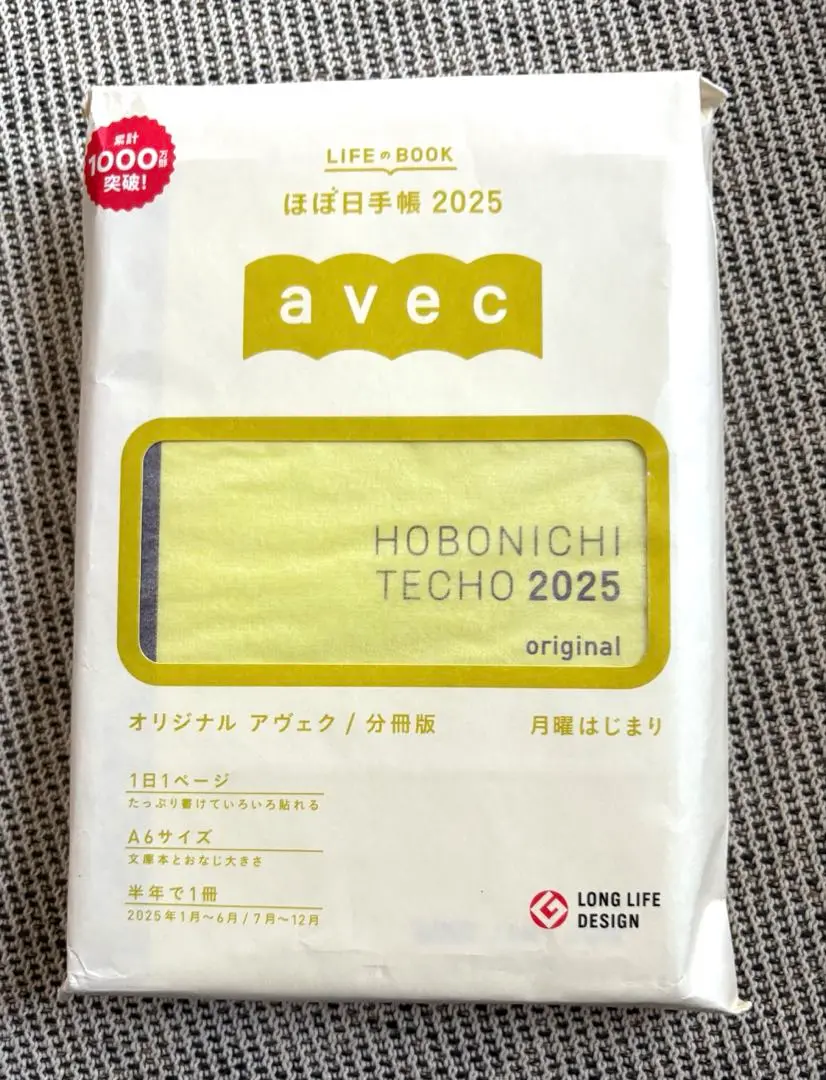 累計
1000万部
突破!
LIFEのBOOK
ほぼ日手帳 2025
avec
HOBONICHI
TECHO 2025
original
オリジナル アヴェク / 分冊版
月曜はじまり
1日1ページ
たっぷり書けていろいろ貼れる
A6サイズ
文庫本とおなじ大きさ
半年で1冊
2025年1月〜6月 / 7月〜12月
LONG LIFE
DESIGN